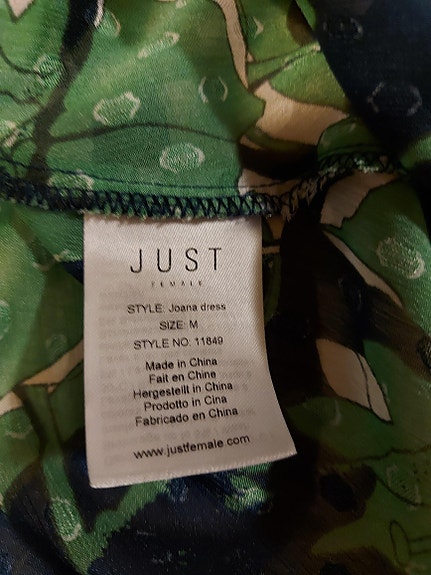 JUST
FEMALE
STYLE: Joana dress
SIZE: M
STYLE NO: 11849
Made in China
Fait en Chine
Hergestellt in China
Prodotto in Cina
Fabricado en China
www.justfemale.com